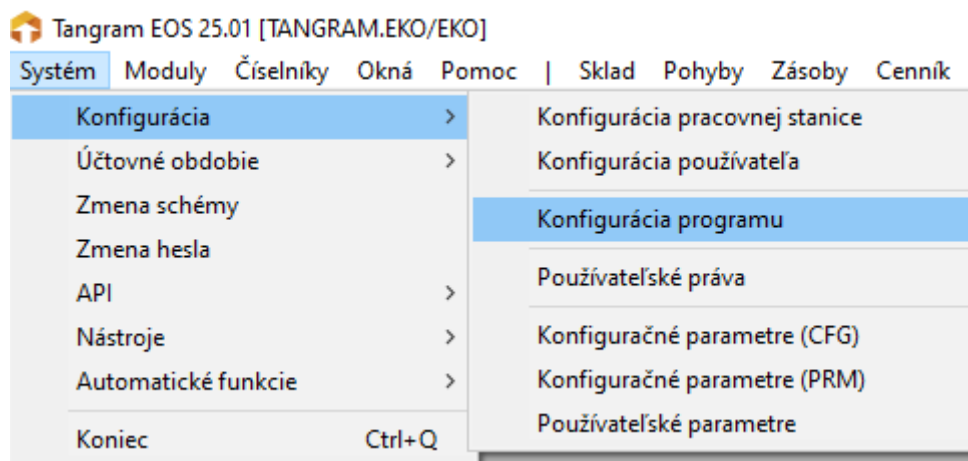 Tangram EOS 25.01 [TANGRAM.EKO/EKO]
Systém Moduly Číselníky Okná Pomoc | Sklad Pohyby Zásoby Cenník
Konfigurácia >
Účtovné obdobie >
Zmena schémy
Zmena hesla
API >
Nástroje >
Automatické funkcie >
Koniec Ctrl+Q
Konfigurácia pracovnej stanice
Konfigurácia používateľa
Konfigurácia programu
Používateľské práva
Konfiguračné parametre (CFG)
Konfiguračné parametre (PRM)
Používateľské parametre